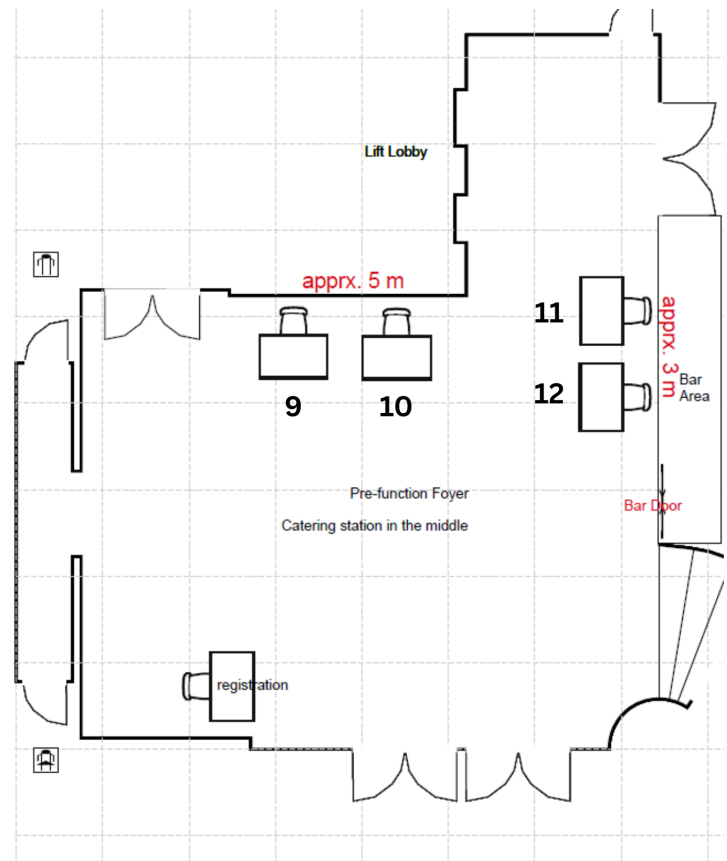 Lift Lobby
apprx. 5 m
11
apprx. 3 m
9
10
12
Bar
Area
Pre-function Foyer
Bar Door
Catering station in the middle
registration